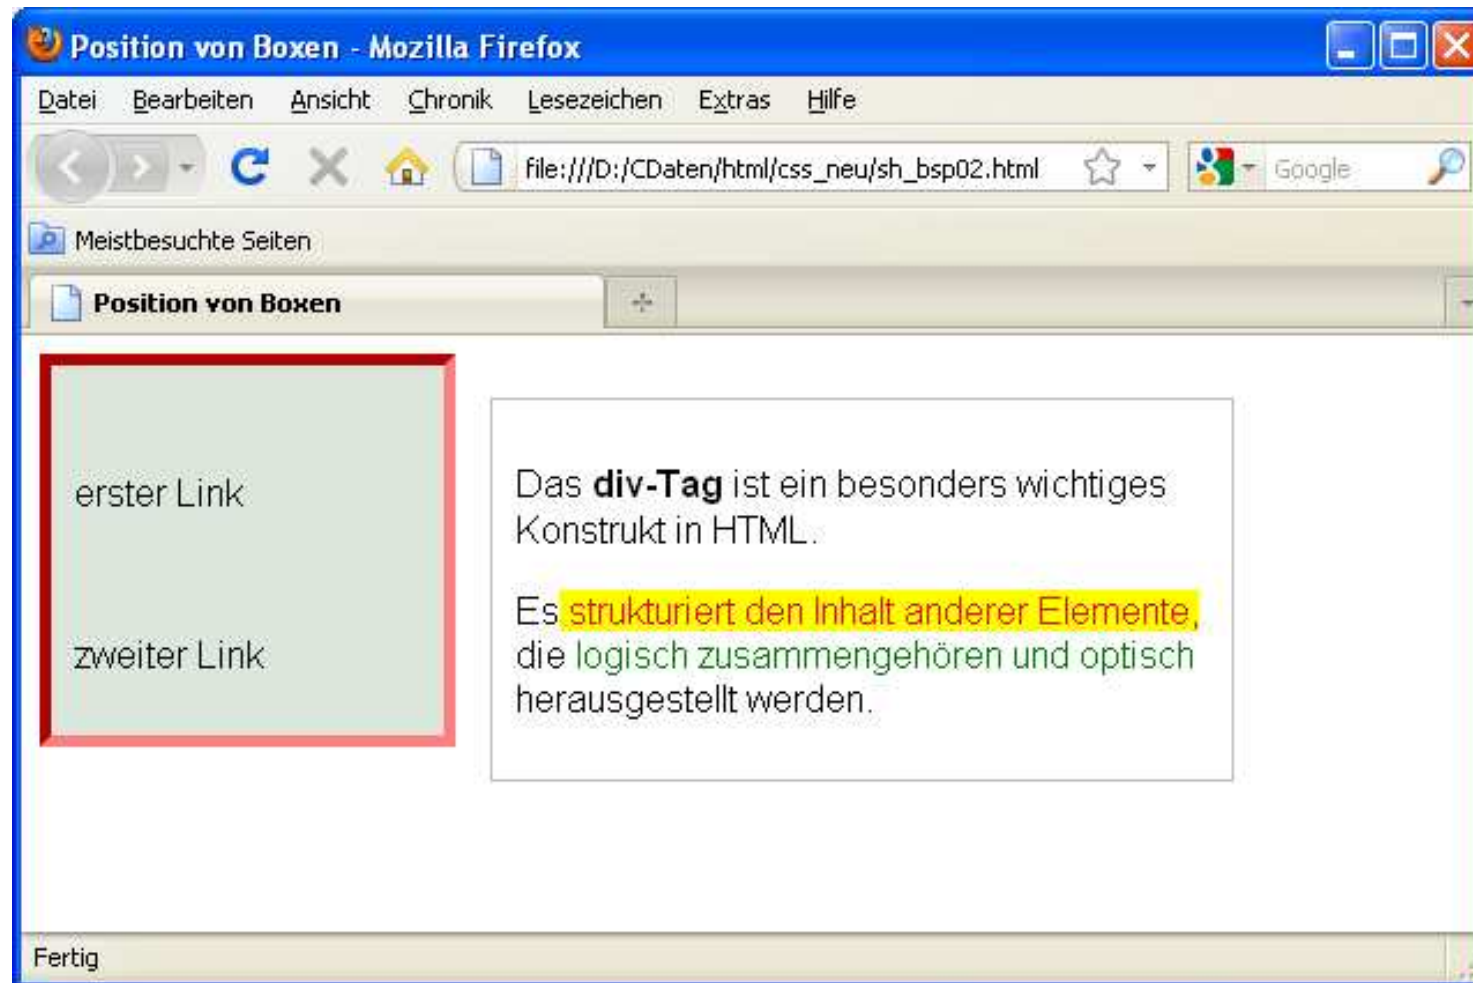 Position von Boxen - Mozilla Firefox
Datei Bearbeiten Ansicht Chronik Lesezeichen Extras Hilfe
file:///D:/CDaten/html/css_neu/sh_bsp02.html Google
Meistbesuchte Seiten
Position von Boxen
erster Link
zweiter Link
Das div-Tag ist ein besonders wichtiges
Konstrukt in HTML.
Es strukturiert den Inhalt anderer Elemente,
die logisch zusammengehören und optisch
herausgestellt werden.
Fertig